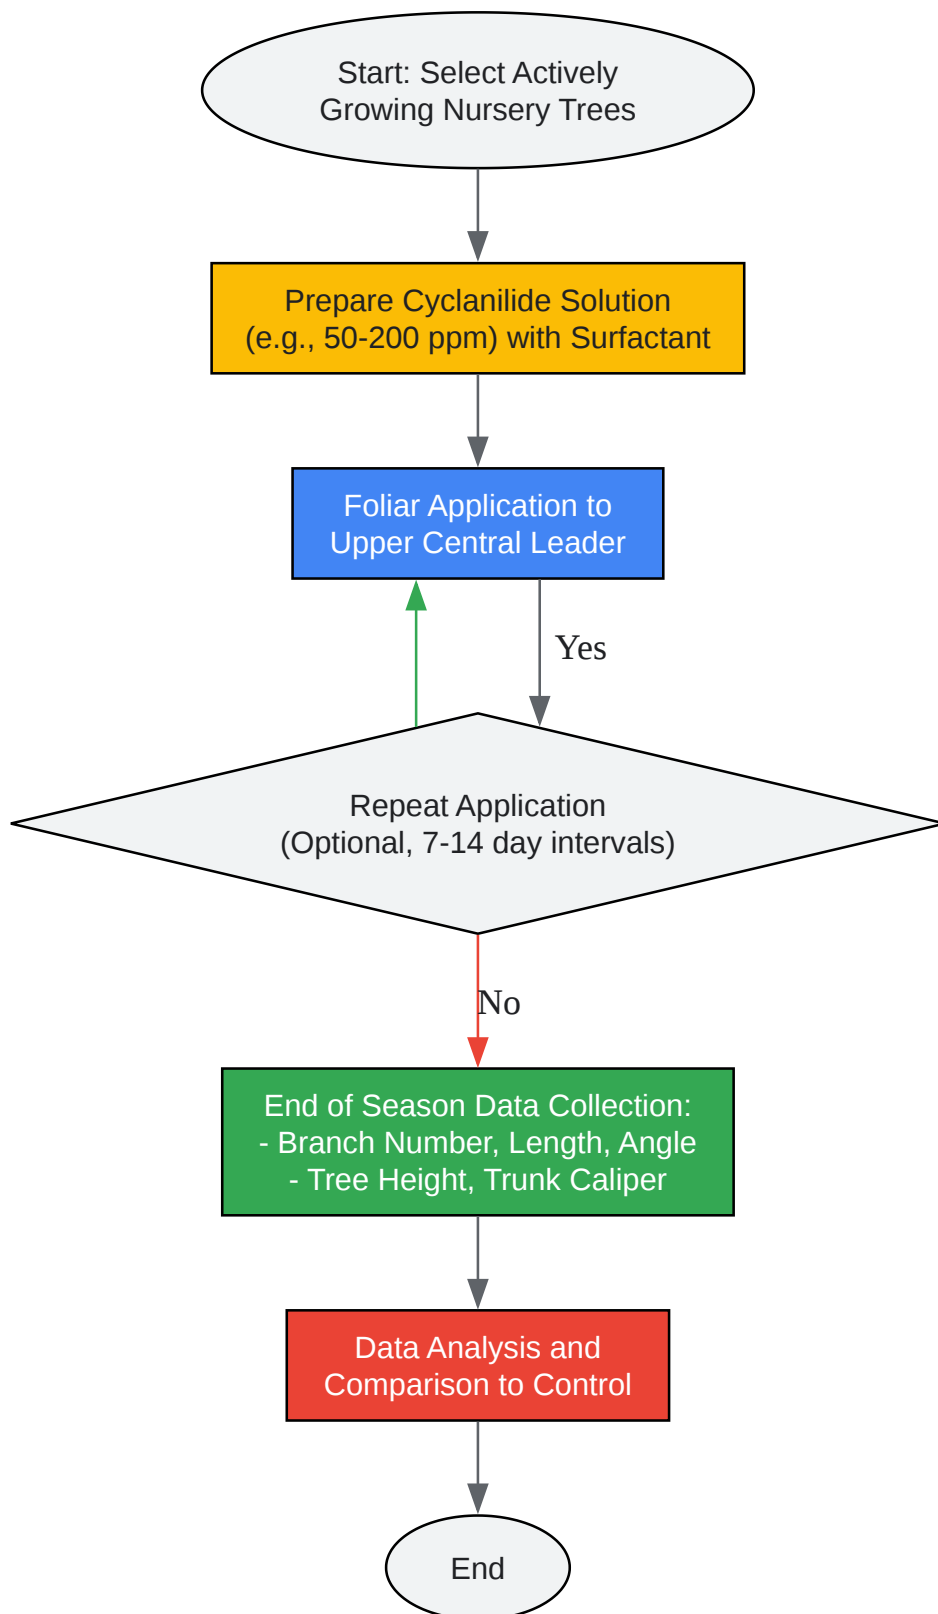 Start: Select Actively
Growing Nursery Trees
Prepare Cyclanilide Solution
(e.g., 50-200 ppm) with Surfactant
Foliar Application to
Upper Central Leader
Yes
Repeat Application
(Optional, 7-14 day intervals)
No
End of Season Data Collection:
- Branch Number, Length, Angle
- Tree Height, Trunk Caliper
Data Analysis and
Comparison to Control
End